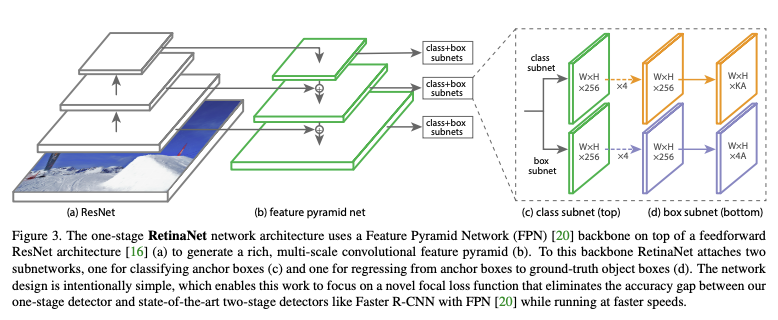 class+box
subnets
class+box
subnets
class+box
subnets
class
subnet
box
subnet
W×H
×256
×4
W×H
×256
W×H
×KA
W×H
×256
×4
W×H
×256
W×H
×4A
(a) ResNet
(b) feature pyramid net
(c) class subnet (top)
(d) box subnet (bottom)
Figure 3. The one-stage RetinaNet network architecture uses a Feature Pyramid Network (FPN) [20] backbone on top of a feedforward
ResNet architecture [16] (a) to generate a rich, multi-scale convolutional feature pyramid (b). To this backbone RetinaNet attaches two
subnetworks, one for classifying anchor boxes (c) and one for regressing from anchor boxes to ground-truth object boxes (d). The network
design is intentionally simple, which enables this work to focus on a novel focal loss function that eliminates the accuracy gap between our
one-stage detector and state-of-the-art two-stage detectors like Faster R-CNN with FPN [20] while running at faster speeds.